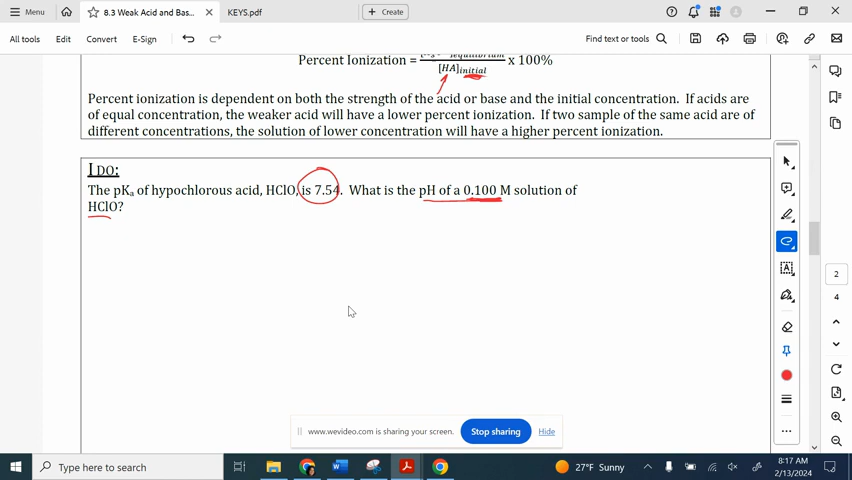 Menu
8.3 Weak Acid and Bas...
KEYS.pdf
Create
All tools
Edit
Convert
E-Sign
Find text or tools
Percent Ionization =
[HA]initial
x 100%
Percent ionization is dependent on both the strength of the acid or base and the initial concentration. If acids are
of equal concentration, the weaker acid will have a lower percent ionization. If two sample of the same acid are of
different concentrations, the solution of lower concentration will have a higher percent ionization.
I DO:
The pKa of hypochlorous acid, HClO, is 7.54. What is the pH of a 0.100 M solution of
HClO?
2
4
www.wevideo.com is sharing your screen.
Stop sharing
Hide
Type here to search
27°F Sunny
8:17 AM
2/13/2024